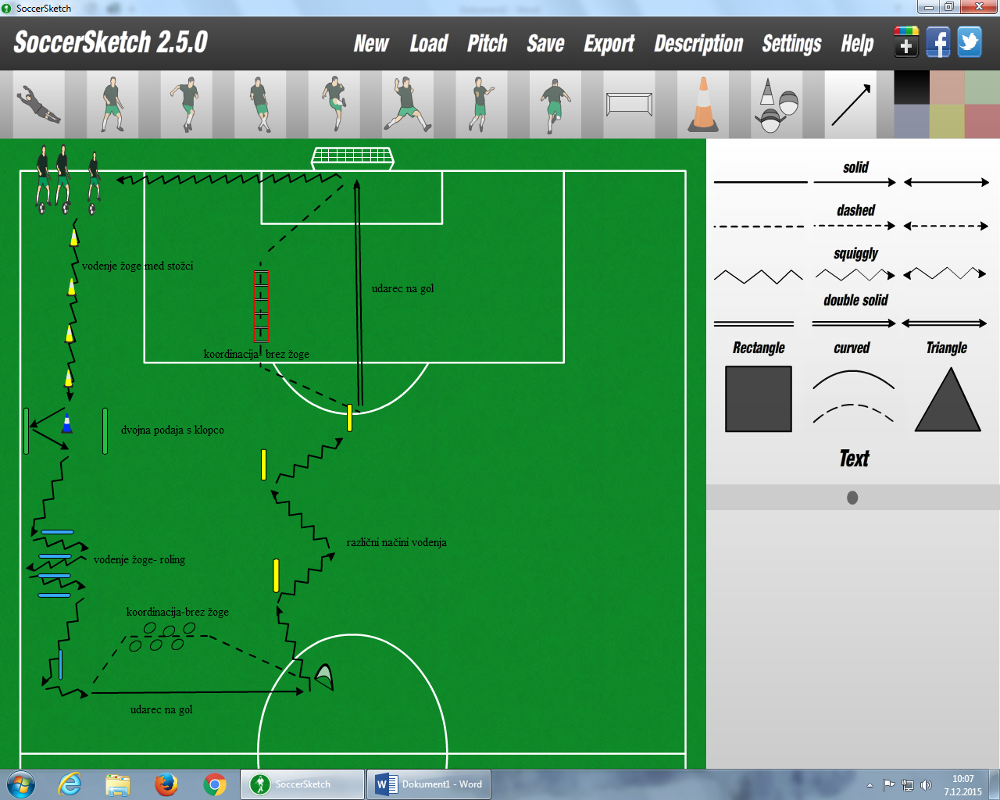 SoccerSketch
SoccerSketch 2.5.0
New Load Pitch Save Export Description Settings Help
solid
dashed
squiggly
double solid
Rectangle curved Triangle
Text
vodenje žoge med stožci
udarec na gol
koordinacija- brez žoge
dvojna podaja s klopco
različni načini vodenja
vodenje žoge- roling
koordinacija-brez žoge
udarec na gol
SoccerSketch
Dokument1 - Word
10:07
7.12.2015